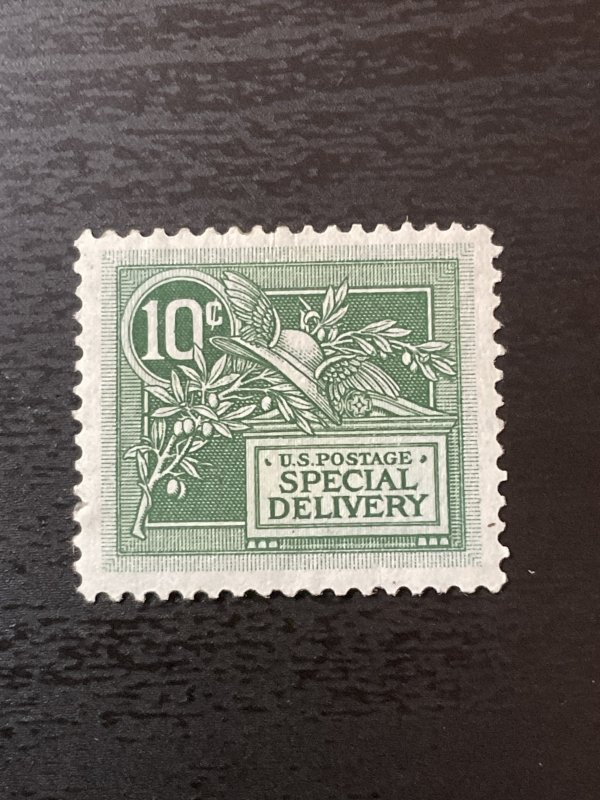 10¢
U.S. POSTAGE
SPECIAL
DELIVERY